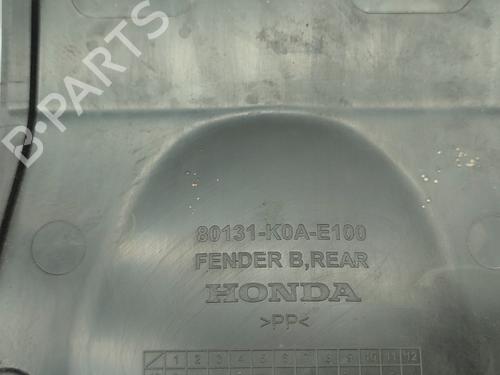 B-PARTS
B-PARTS
80131-K0A-E100
FENDER B,REAR
HONDA
>PP<
1 2 3 4 5 6 7 8 9 10 11 12